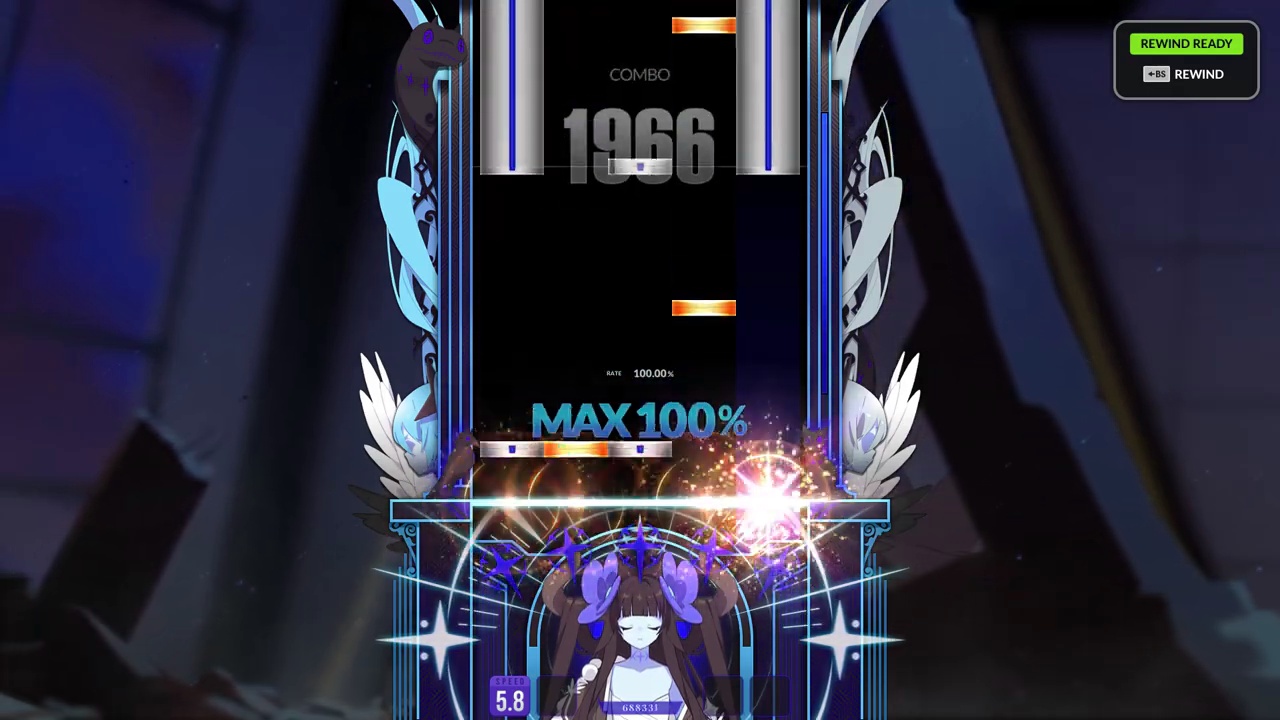 REWIND READY
←BS REWIND
COMBO
1966
RATE 100.00%
MAX 100%
SPEED
5.8
688331